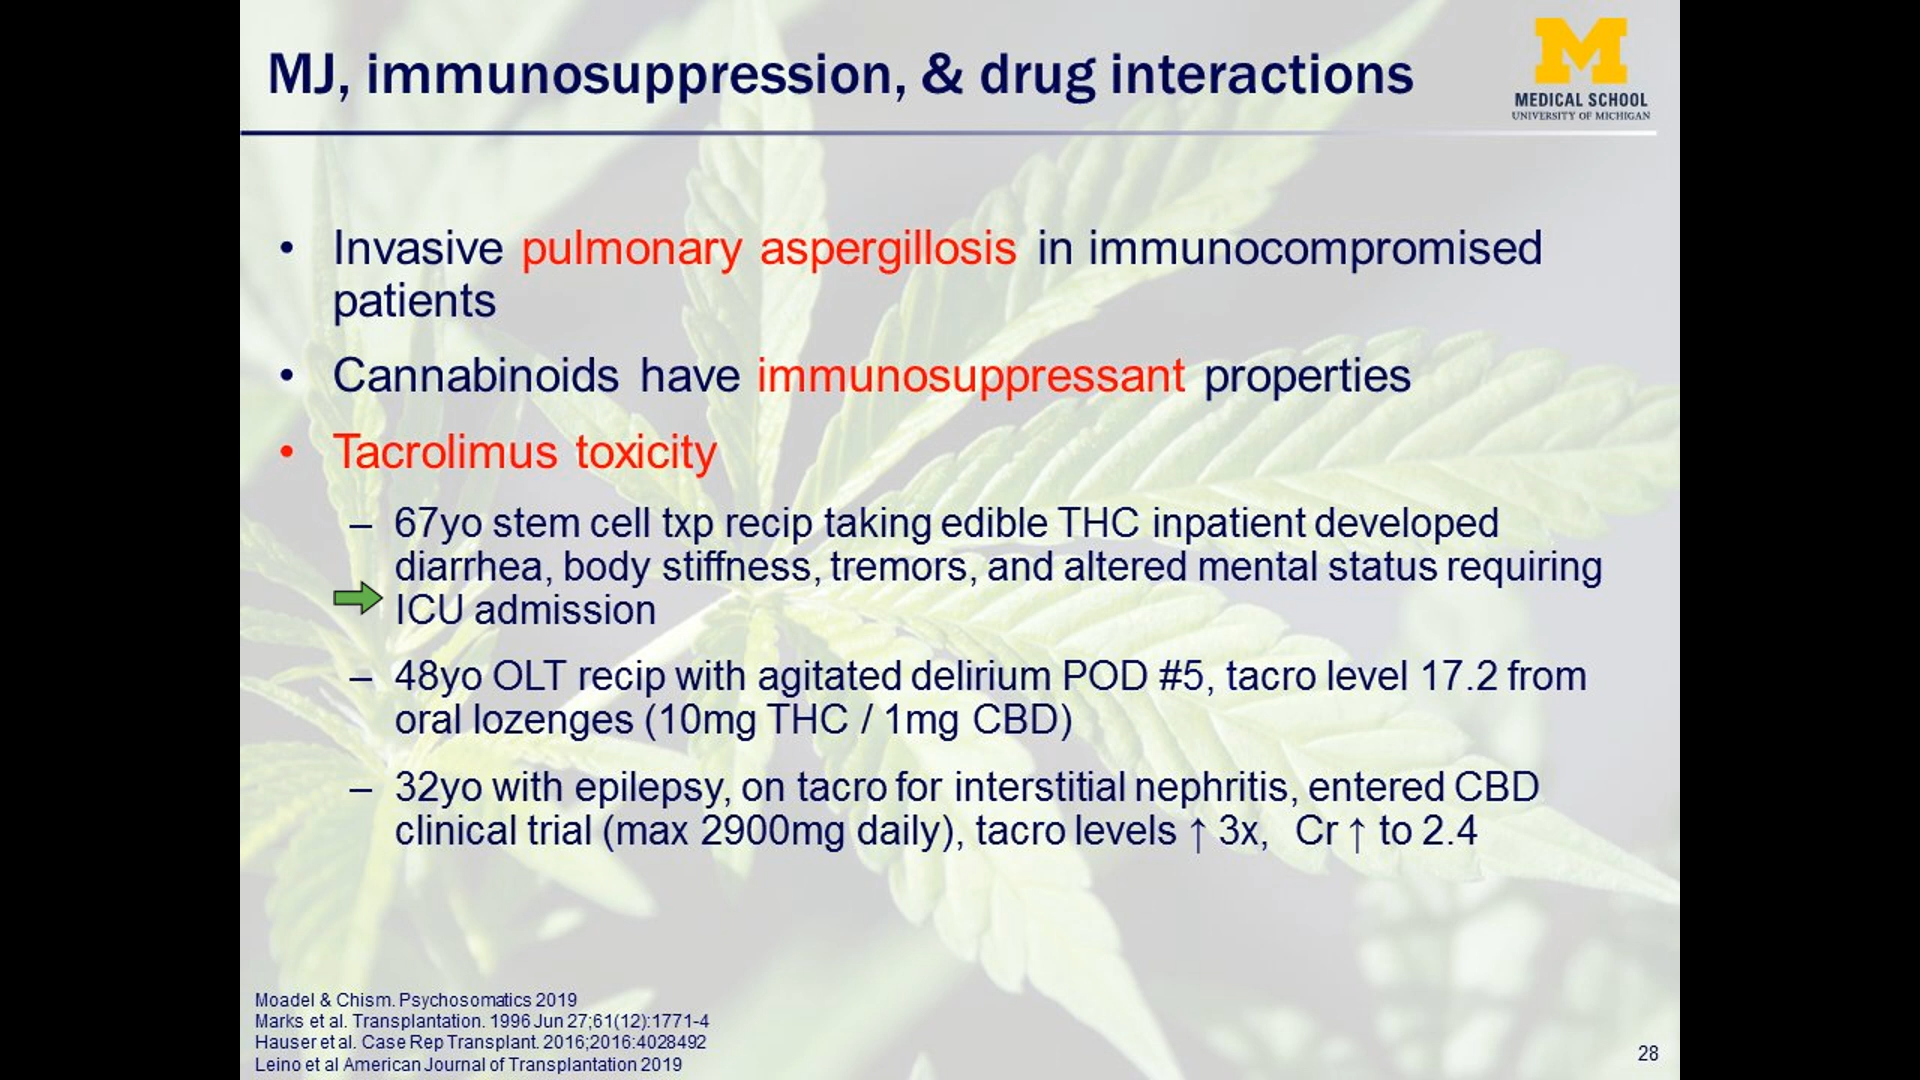 MJ, immunosuppression, & drug interactions
M
MEDICAL SCHOOL
UNIVERSITY OF MICHIGAN
• Invasive pulmonary aspergillosis in immunocompromised
patients
• Cannabinoids have immunosuppressant properties
• Tacrolimus toxicity
– 67yo stem cell txp recip taking edible THC inpatient developed
diarrhea, body stiffness, tremors, and altered mental status requiring
ICU admission
– 48yo OLT recip with agitated delirium POD #5, tacro level 17.2 from
oral lozenges (10mg THC / 1mg CBD)
– 32yo with epilepsy, on tacro for interstitial nephritis, entered CBD
clinical trial (max 2900mg daily), tacro levels ↑ 3x, Cr ↑ to 2.4
Moadel & Chism. Psychosomatics 2019
Marks et al. Transplantation. 1996 Jun 27;61(12):1771-4
Hauser et al. Case Rep Transplant. 2016;2016:4028492
Leino et al American Journal of Transplantation 2019
28